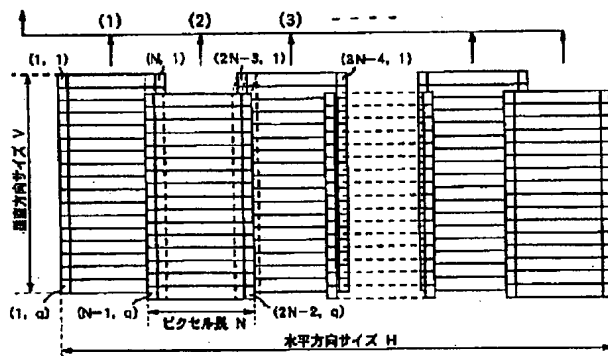 (1) (2) (3)
(1, 1) (N, 1) (2N-3, 1) (3N-4, 1)
垂直方向サイズ V
(1, q) (N-1, q) (2N-2, q)
ピクセル長 N
水平方向サイズ H